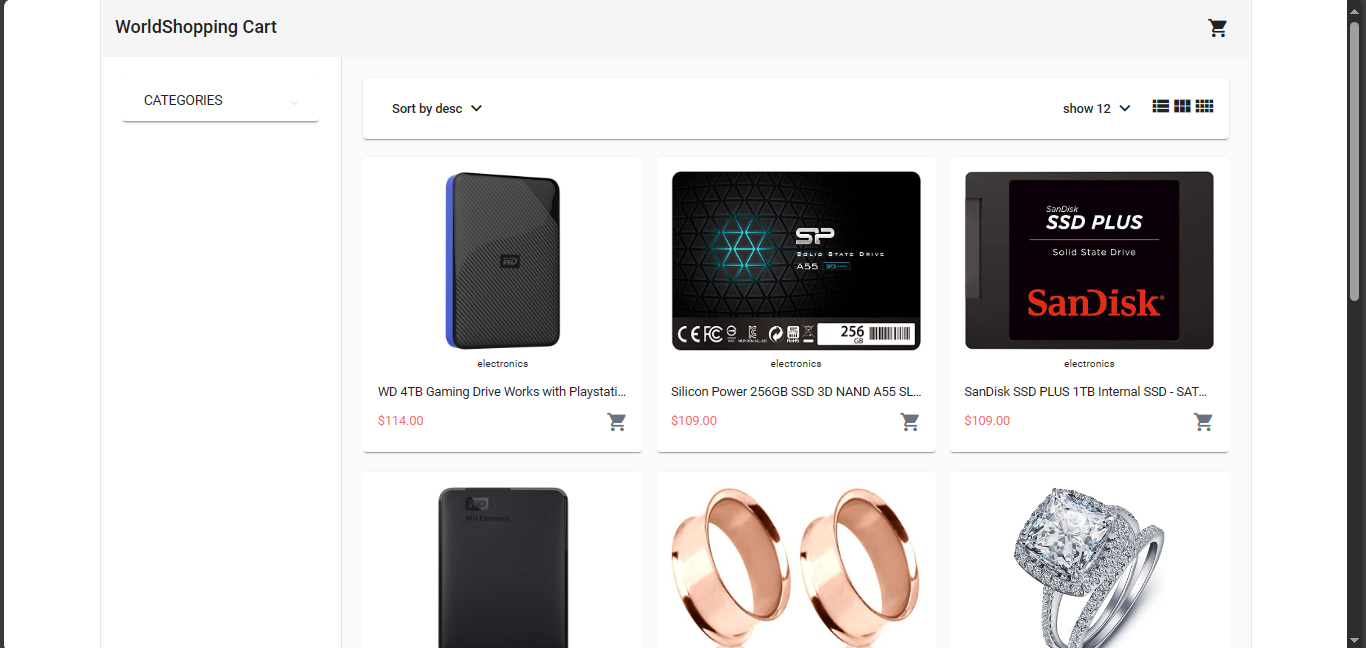 WorldShopping Cart
CATEGORIES
Sort by desc
show 12
WD
electronics
WD 4TB Gaming Drive Works with Playstati...
$114.00
SP
SOLID STATE DRIVE
A55
256
GB
electronics
Silicon Power 256GB SSD 3D NAND A55 SL...
$109.00
SanDisk
SSD PLUS
Solid State Drive
SanDisk
electronics
SanDisk SSD PLUS 1TB Internal SSD - SAT...
$109.00
WD
WD Elements